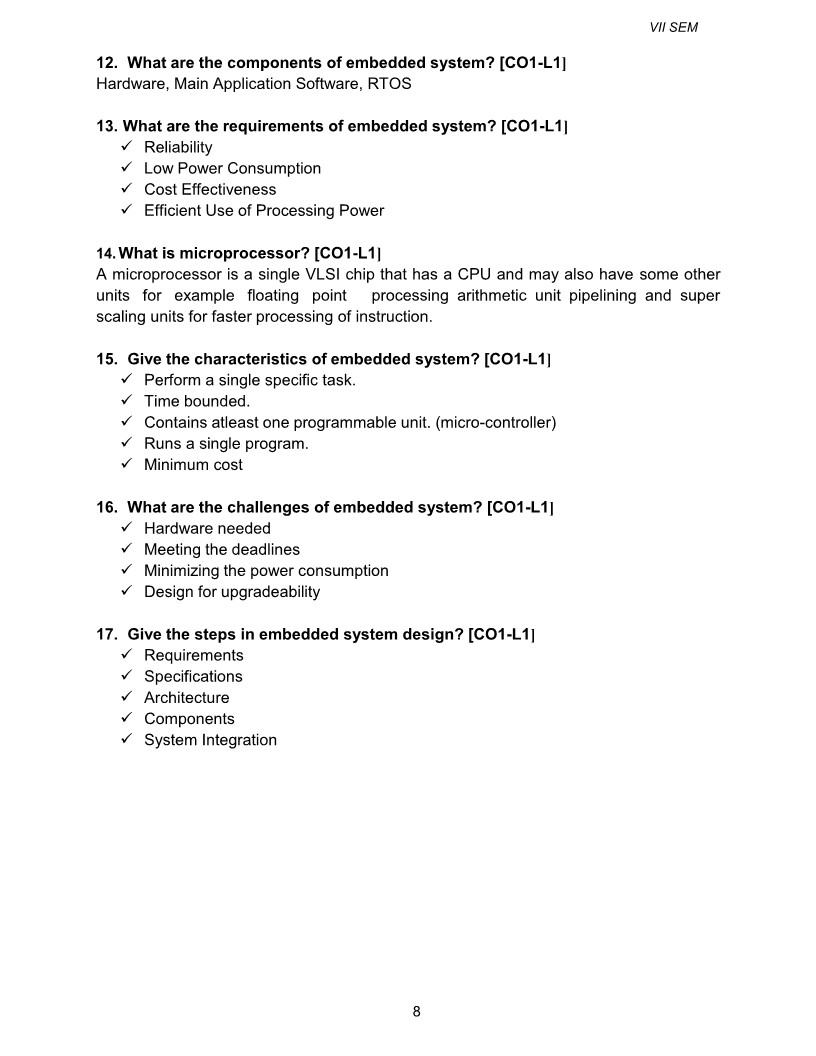 VII SEM
12. What are the components of embedded system? [CO1-L1]
Hardware, Main Application Software, RTOS
13. What are the requirements of embedded system? [CO1-L1]
✓ Reliability
✓ Low Power Consumption
✓ Cost Effectiveness
✓ Efficient Use of Processing Power
14. What is microprocessor? [CO1-L1]
A microprocessor is a single VLSI chip that has a CPU and may also have some other
units for example floating point processing arithmetic unit pipelining and super
scaling units for faster processing of instruction.
15. Give the characteristics of embedded system? [CO1-L1]
✓ Perform a single specific task.
✓ Time bounded.
✓ Contains atleast one programmable unit. (micro-controller)
✓ Runs a single program.
✓ Minimum cost
16. What are the challenges of embedded system? [CO1-L1]
✓ Hardware needed
✓ Meeting the deadlines
✓ Minimizing the power consumption
✓ Design for upgradeability
17. Give the steps in embedded system design? [CO1-L1]
✓ Requirements
✓ Specifications
✓ Architecture
✓ Components
✓ System Integration
8